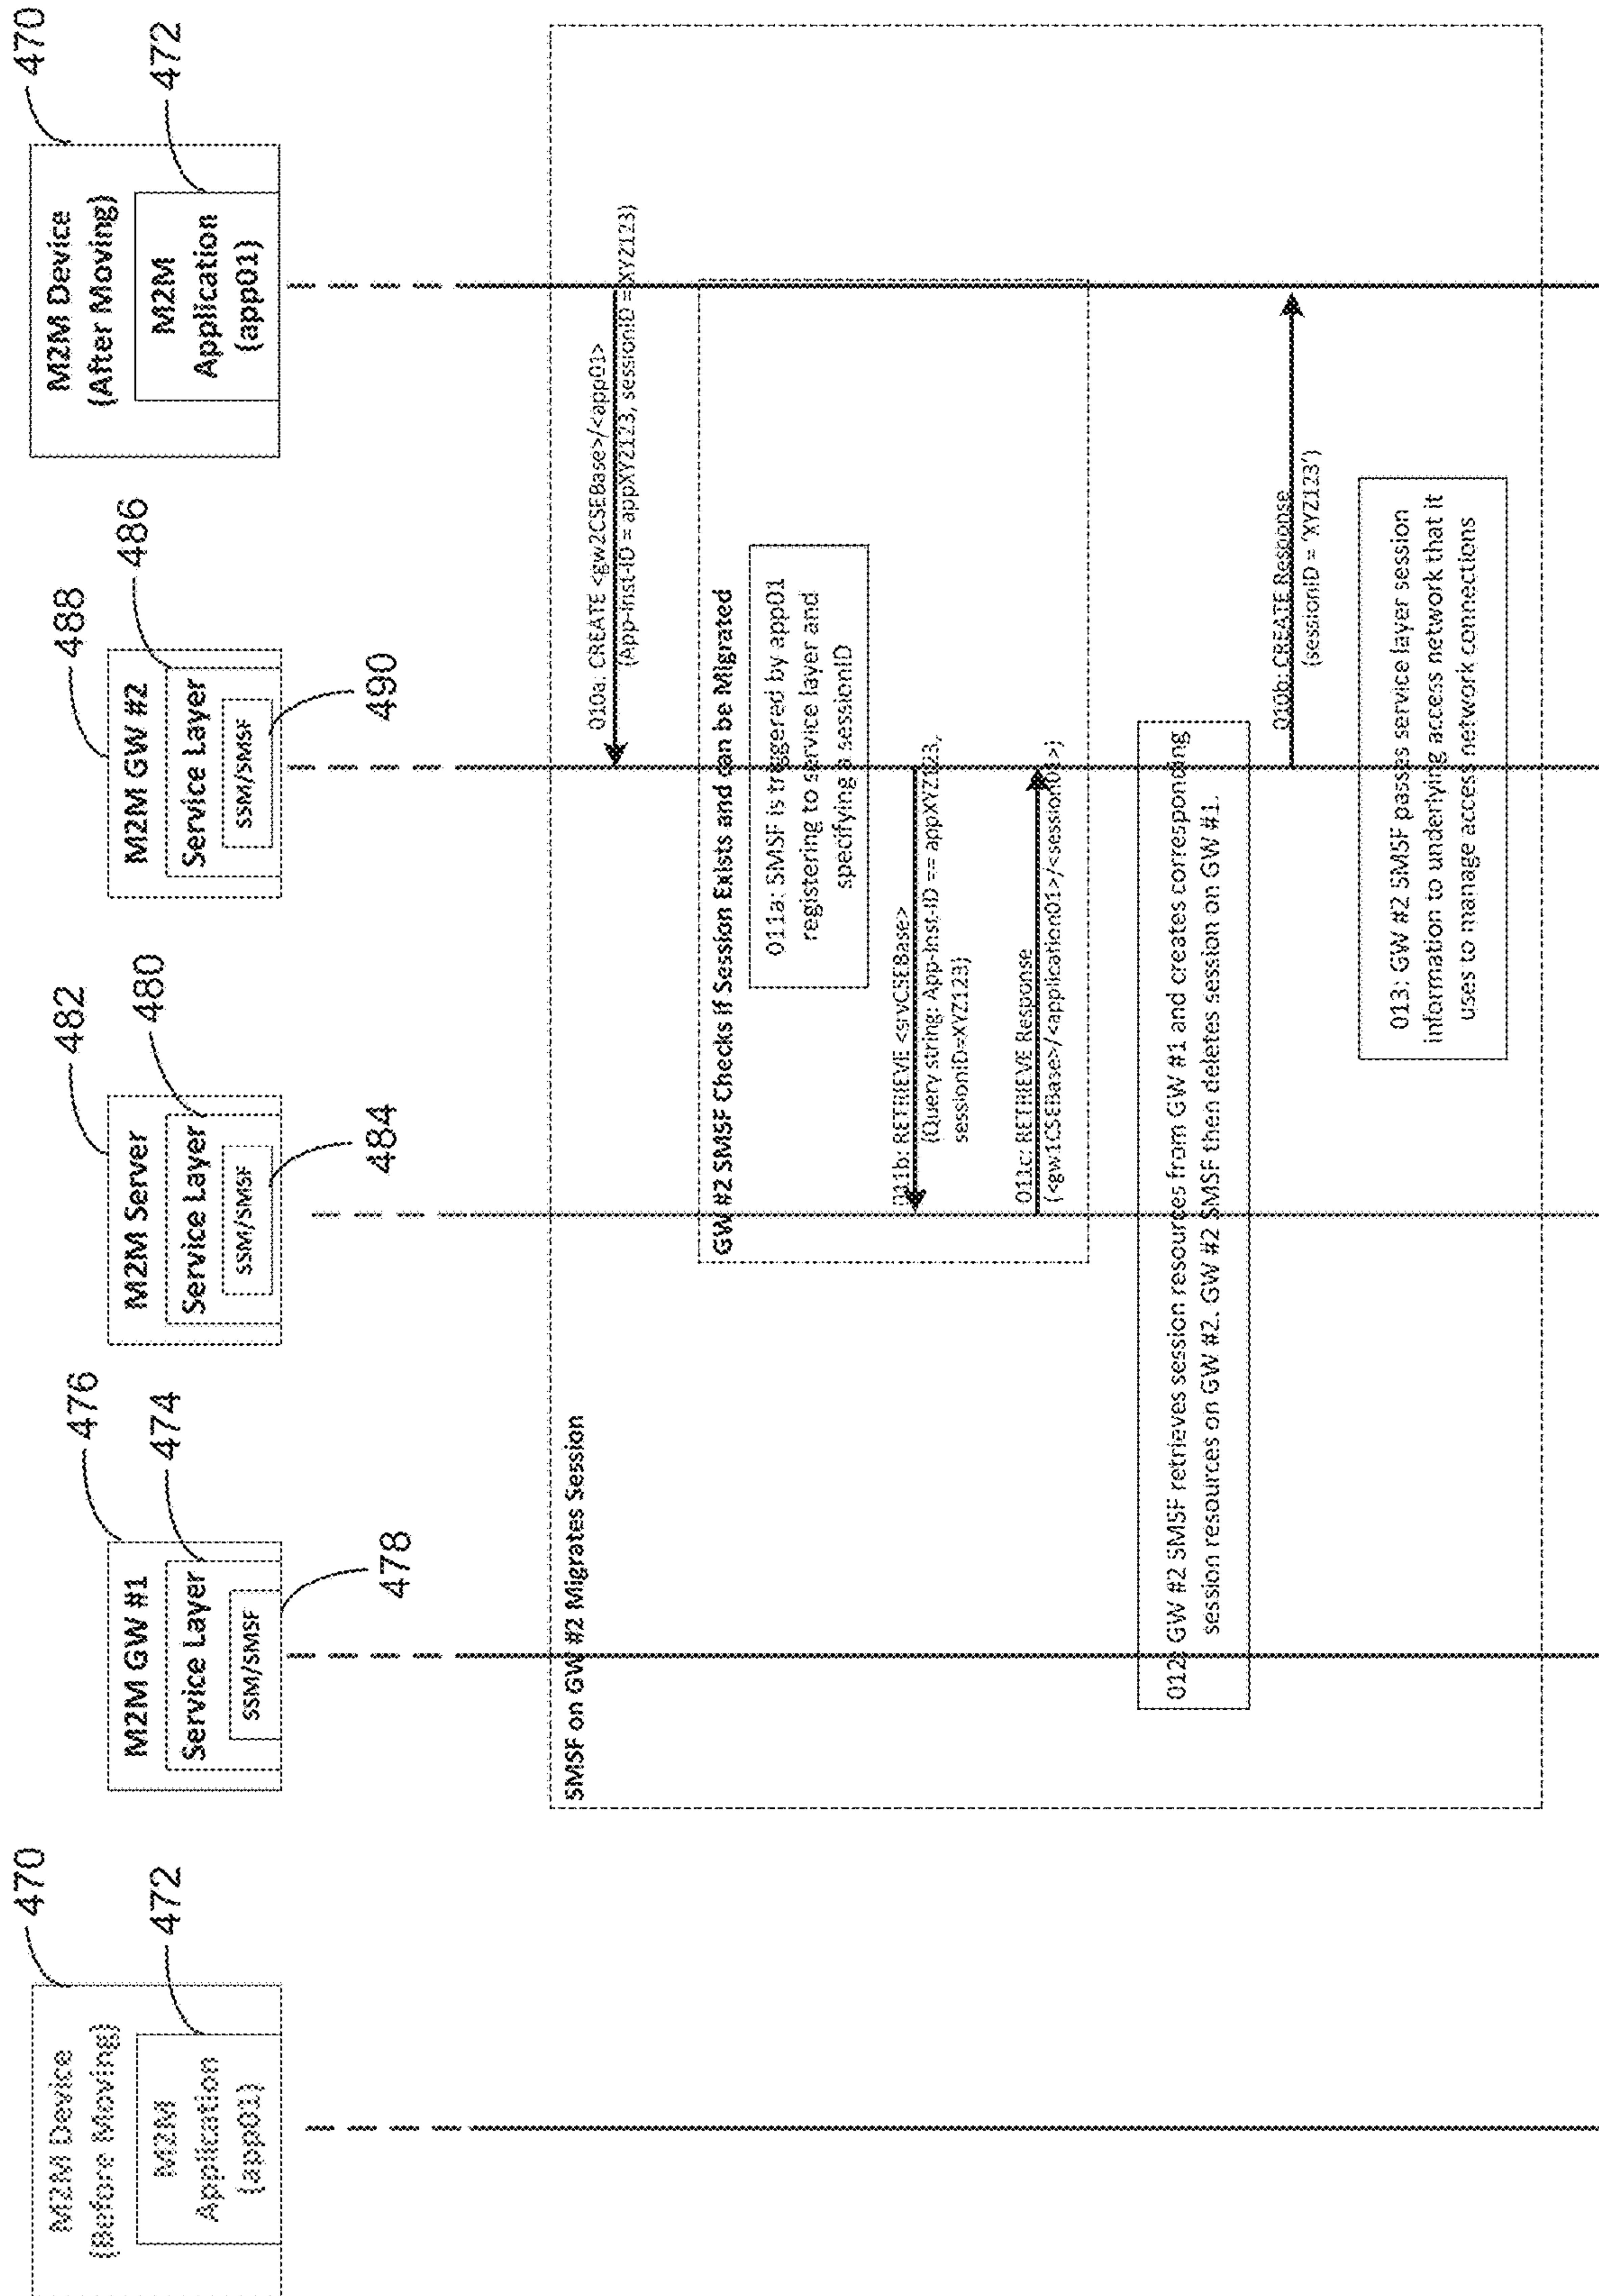 470
M2M Device
(Before Moving)
472
M2M
Application
(app01)
476
M2M GW #1
474
Service Layer
SSM/SMSF
478
482
M2M Server
480
Service Layer
SSM/SMSF
484
488
M2M GW #2
486
Service Layer
SSM/SMSF
490
470
M2M Device
(After Moving)
472
M2M
Application
(app01)
SMSF on GW #2 Migrates Session
010a: CREATE <gw2CSEBase>/<app01>
(App-Inst-ID = appXYZ123, sessionID = XYZ123)
GW #2 SMSF Checks if Session Exists and can be Migrated
011a: SMSF is triggered by app01
registering to service layer and
specifying a sessionID
011b: RETRIEVE <srvCSEBase>
(Query string: App-Inst-ID == appXYZ123,
sessionID=XYZ123)
011c: RETRIEVE Response
(<gw1CSEBase>/<application01>/<session01>)
012: GW #2 SMSF retrieves session resources from GW #1 and creates corresponding
session resources on GW #2. GW #2 SMSF then deletes session on GW #1.
010b: CREATE Response
(sessionID = 'XYZ123')
013: GW #2 SMSF passes service layer session
information to underlying access network that it
uses to manage access network connections